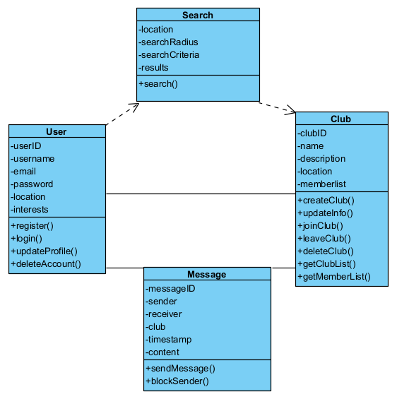 Search
-location
-searchRadius
-searchCriteria
-results
+search()
User
-userID
-username
-email
-password
-location
-interests
+register()
+login()
+updateProfile()
+deleteAccount()
Club
-clubID
-name
-description
-location
-memberlist
+createClub()
+updateInfo()
+joinClub()
+leaveClub()
+deleteClub()
+getClubList()
+getMemberList()
Message
-messageID
-sender
-receiver
-club
-timestamp
-content
+sendMessage()
+blockSender()